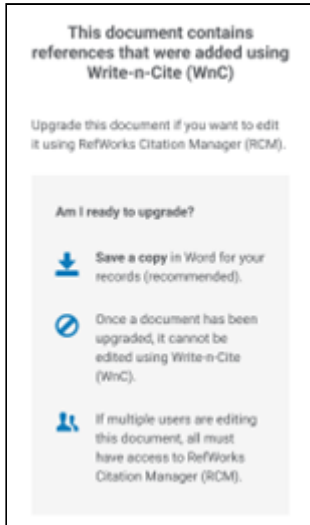 This document contains
references that were added using
Write-n-Cite (WnC)
Upgrade this document if you want to edit
it using RefWorks Citation Manager (RCM).
Am I ready to upgrade?
Save a copy in Word for your
records (recommended).
Once a document has been
upgraded, it cannot be
edited using Write-n-Cite
(WnC).
If multiple users are editing
this document, all must
have access to RefWorks
Citation Manager (RCM).